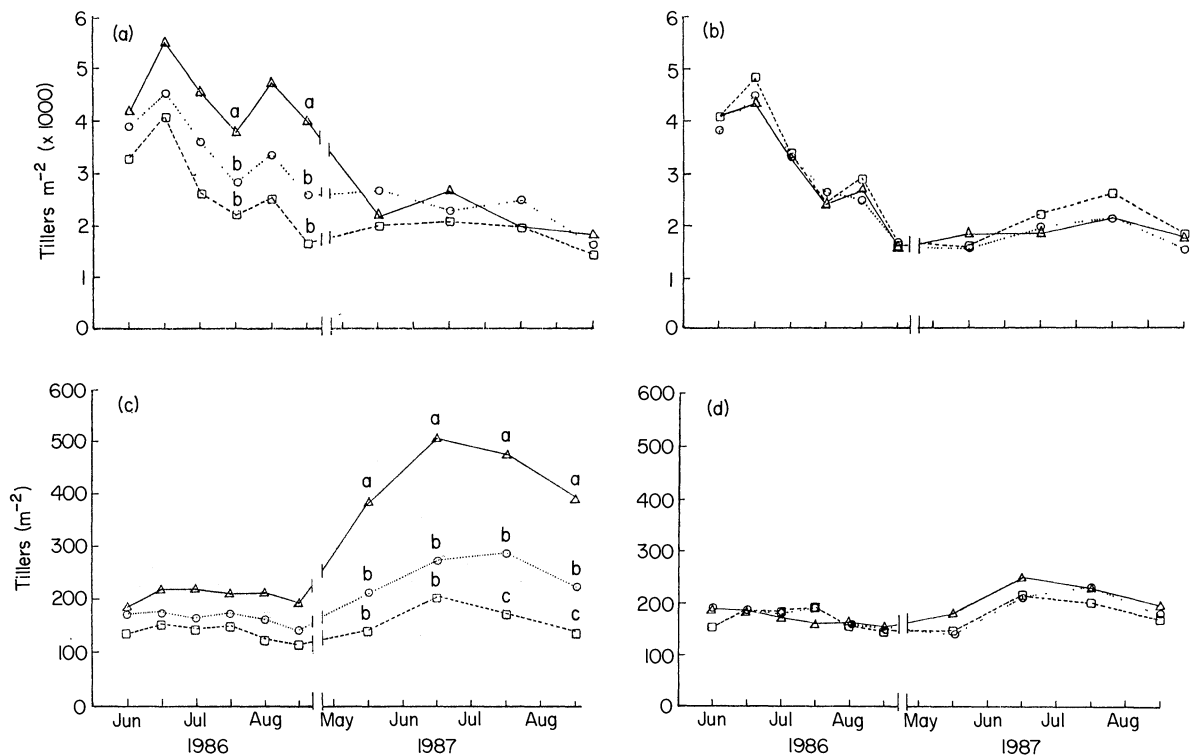 (a)
6
5
4
3
2
1
0
Tillers m⁻² (x 1000)
a
a
b
b
b
b
(b)
6
5
4
3
2
1
0
(c)
600
500
400
300
200
100
0
Tillers (m⁻²)
a
a
a
a
b
b
b
b
b
b
c
c
Jun Jul Aug May Jun Jul Aug
1986 1987
(d)
600
500
400
300
200
100
0
Jun Jul Aug May Jun Jul Aug
1986 1987